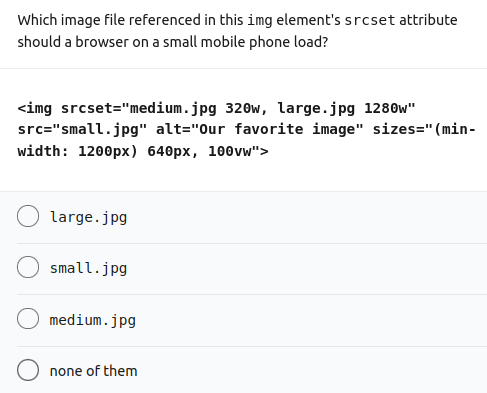 Which image file referenced in this img element's srcset attribute
should a browser on a small mobile phone load?
<img srcset="medium.jpg 320w, large.jpg 1280w"
src="small.jpg" alt="Our favorite image" sizes="(min-
width: 1200px) 640px, 100vw">
large.jpg
small.jpg
medium.jpg
none of them